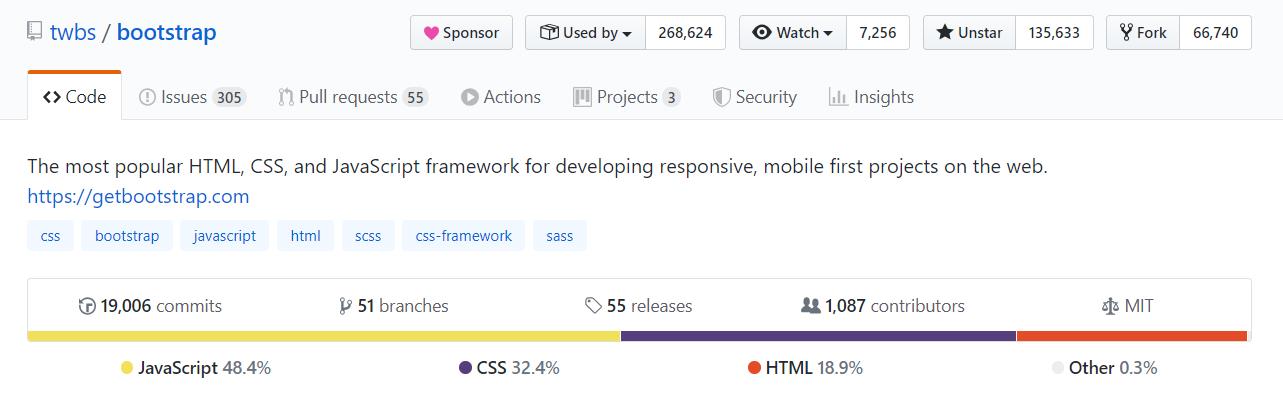 twbs / bootstrap Sponsor Used by 268,624 Watch 7,256 Unstar 135,633 Fork 66,740
Code Issues 305 Pull requests 55 Actions Projects 3 Security Insights
The most popular HTML, CSS, and JavaScript framework for developing responsive, mobile first projects on the web.
https://getbootstrap.com
css bootstrap javascript html scss css-framework sass
19,006 commits 51 branches 55 releases 1,087 contributors MIT
JavaScript 48.4% CSS 32.4% HTML 18.9% Other 0.3%